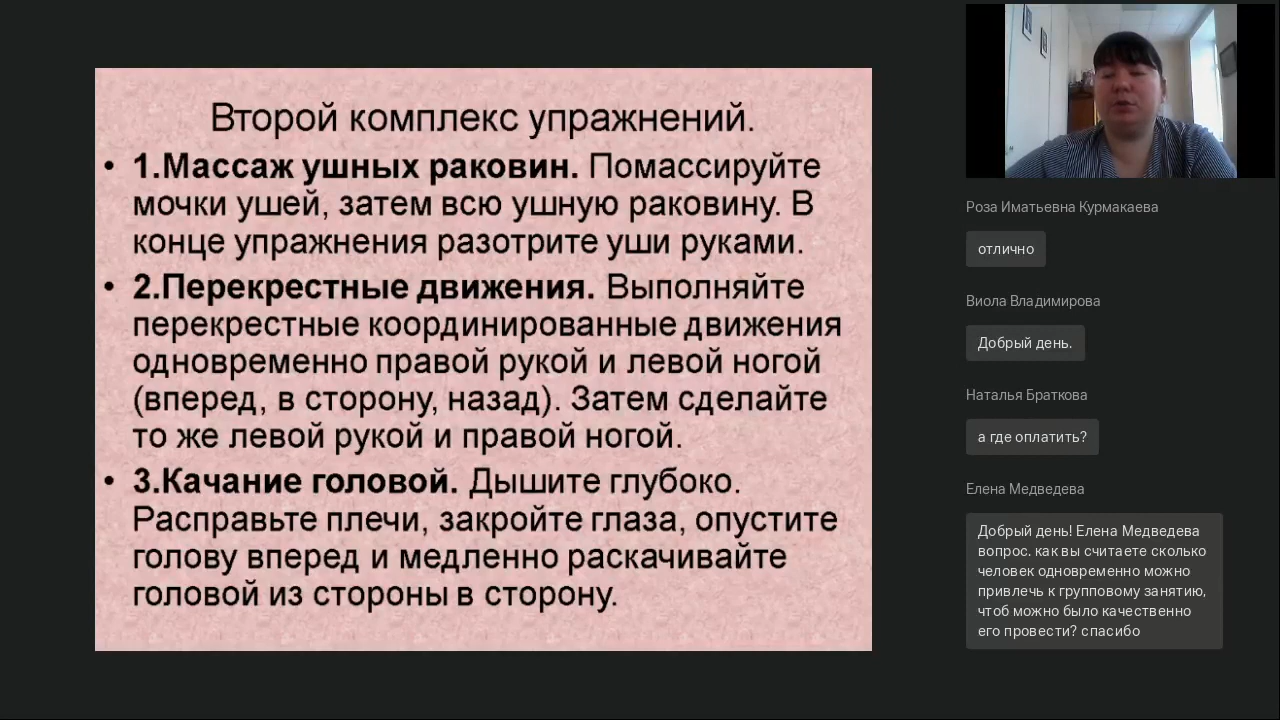 Второй комплекс упражнений.
• 1.Массаж ушных раковин. Помассируйте
мочки ушей, затем всю ушную раковину. В
конце упражнения разотрите уши руками.
• 2.Перекрестные движения. Выполняйте
перекрестные координированные движения
одновременно правой рукой и левой ногой
(вперед, в сторону, назад). Затем сделайте
то же левой рукой и правой ногой.
• 3.Качание головой. Дышите глубоко.
Расправьте плечи, закройте глаза, опустите
голову вперед и медленно раскачивайте
головой из стороны в сторону.
Роза Иматьевна Курмакаева
отлично
Виола Владимирова
Добрый день.
Наталья Браткова
а где оплатить?
Елена Медведева
Добрый день! Елена Медведева
вопрос. как вы считаете сколько
человек одновременно можно
привлечь к групповому занятию,
чтоб можно было качественно
его провести? спасибо